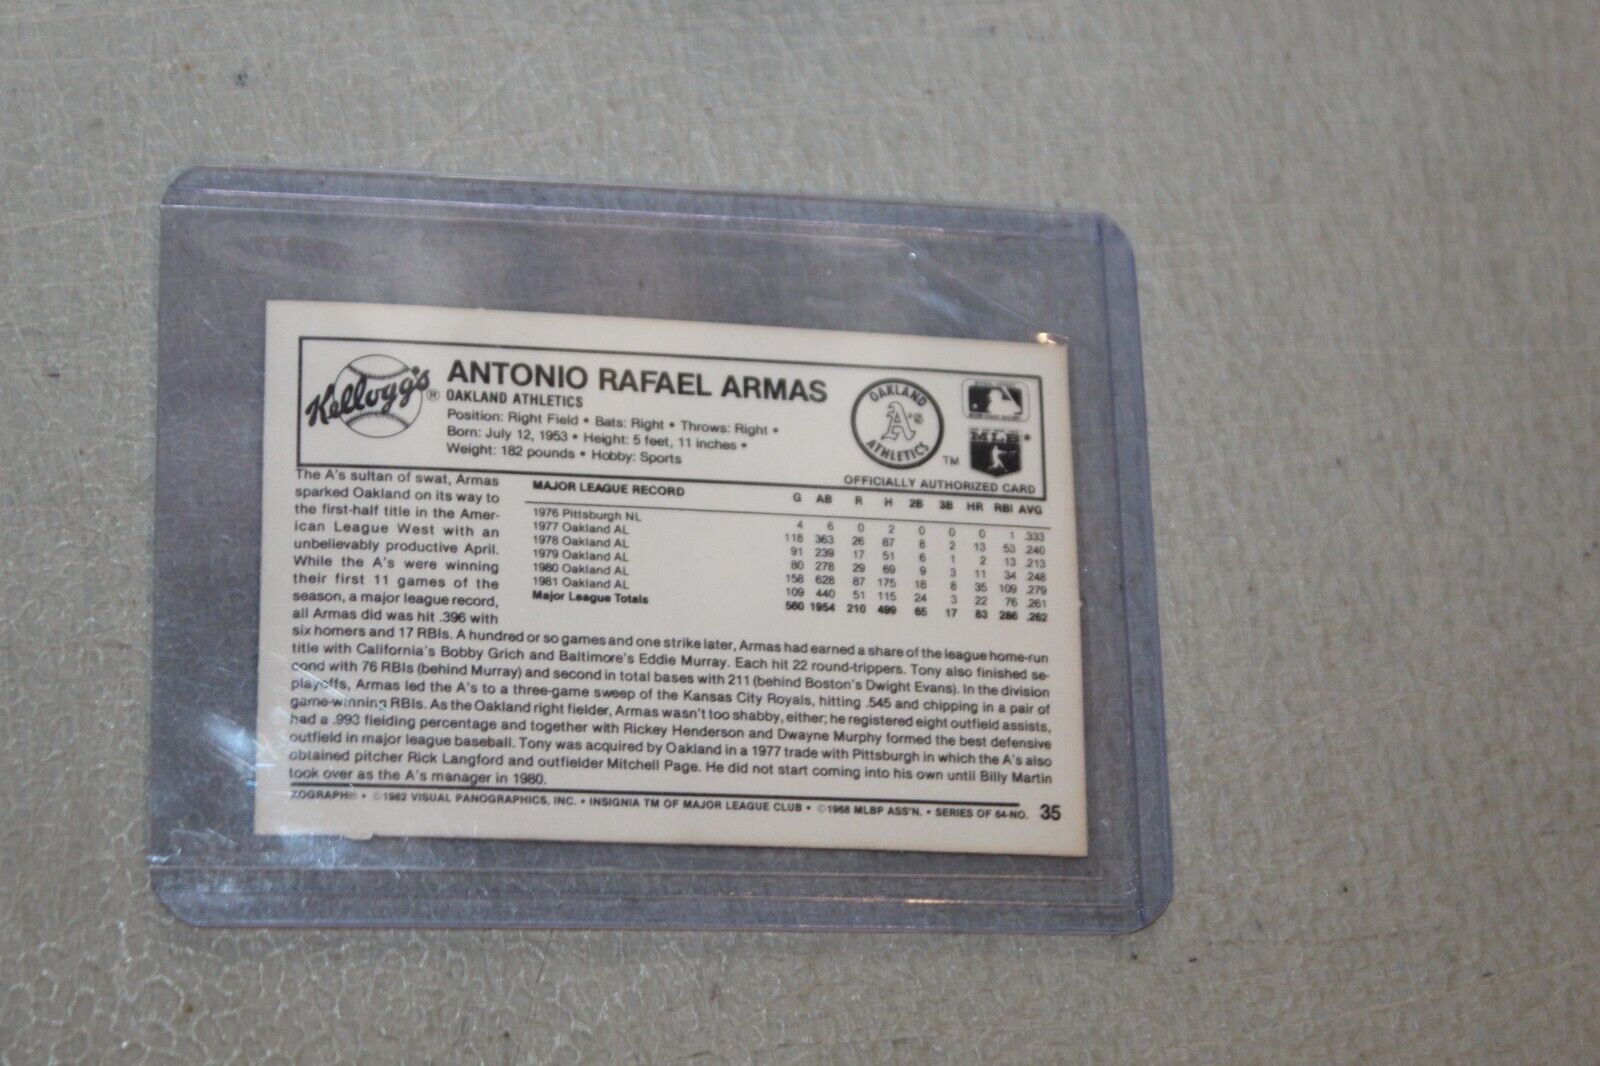 Kellogg's ®
ANTONIO RAFAEL ARMAS
OAKLAND ATHLETICS
Position: Right Field • Bats: Right • Throws: Right •
Born: July 12, 1953 • Height: 5 feet, 11 inches •
Weight: 182 pounds • Hobby: Sports
OAKLAND
A's
ATHLETICS
TM
MLB
OFFICIALLY AUTHORIZED CARD
The A's sultan of swat, Armas
sparked Oakland on its way to
the first-half title in the Amer-
ican League West with an
unbelievably productive April.
While the A's were winning
their first 11 games of the
season, a major league record,
all Armas did was hit .396 with
MAJOR LEAGUE RECORD G AB R H 2B 3B HR RBI AVG
1976 Pittsburgh NL 4 6 0 2 0 0 0 1 .333
1977 Oakland AL 118 363 26 87 8 2 13 53 .240
1978 Oakland AL 91 239 17 51 6 1 2 13 .213
1979 Oakland AL 80 278 29 69 9 3 11 34 .248
1980 Oakland AL 158 628 87 175 18 8 35 109 .279
1981 Oakland AL 109 440 51 115 24 3 22 76 .261
Major League Totals 560 1954 210 499 65 17 83 286 .262
six homers and 17 RBIs. A hundred or so games and one strike later, Armas had earned a share of the league home-run
title with California's Bobby Grich and Baltimore's Eddie Murray. Each hit 22 round-trippers. Tony also finished se-
cond with 76 RBIs (behind Murray) and second in total bases with 211 (behind Boston's Dwight Evans). In the division
playoffs, Armas led the A's to a three-game sweep of the Kansas City Royals, hitting .545 and chipping in a pair of
game-winning RBIs. As the Oakland right fielder, Armas wasn't too shabby, either; he registered eight outfield assists,
had a .993 fielding percentage and together with Rickey Henderson and Dwayne Murphy formed the best defensive
outfield in major league baseball. Tony was acquired by Oakland in a 1977 trade with Pittsburgh in which the A's also
obtained pitcher Rick Langford and outfielder Mitchell Page. He did not start coming into his own until Billy Martin
took over as the A's manager in 1980.
XOGRAPH® • ©1982 VISUAL PANOGRAPHICS, INC. • INSIGNIA TM OF MAJOR LEAGUE CLUB • ©1968 MLBP ASS'N. • SERIES OF 64-NO. 35